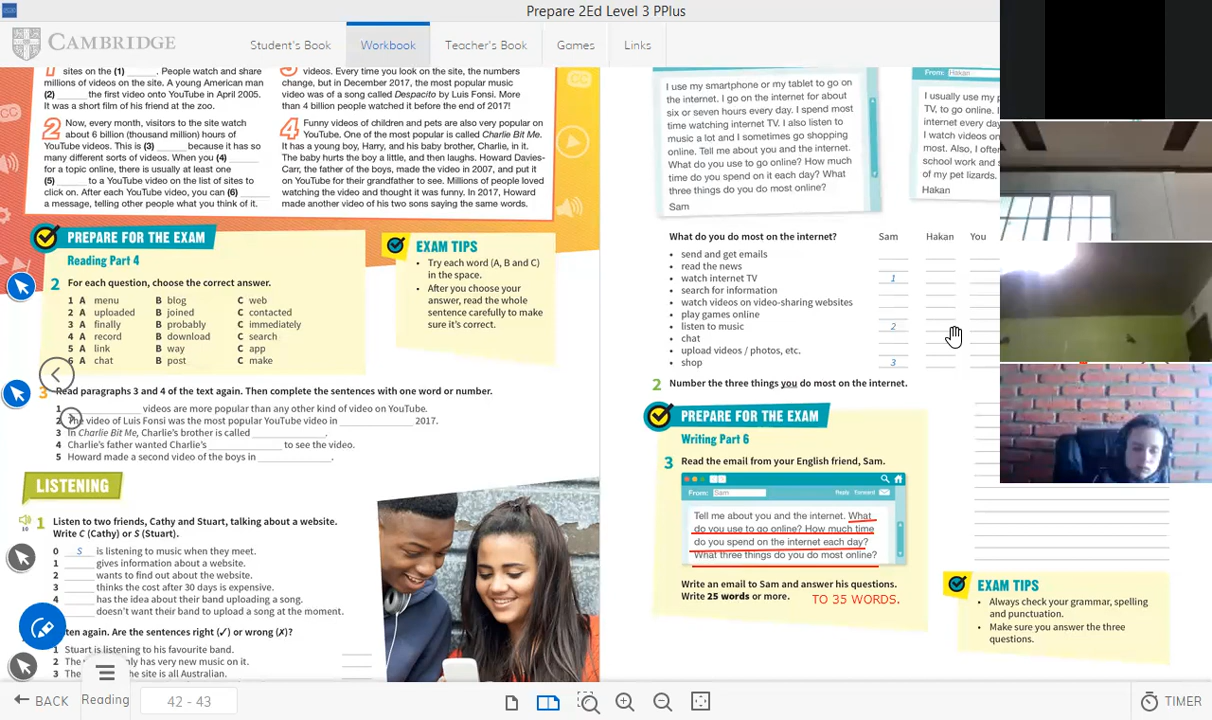 Prepare 2Ed Level 3 PPlus
CAMBRIDGE
Student's Book
Workbook
Teacher's Book
Games
Links
1 sites on the (1) ______. People watch and share
millions of videos on the site. A young American man
(2) ______ the first video onto YouTube in April 2005.
It was a short film of his friend at the zoo.
2 Now, every month, visitors to the site watch
about 6 billion (thousand million) hours of
YouTube videos. This is (3) ______ because it has so
many different sorts of videos. When you (4) ______
for a topic online, there is usually at least one
(5) ______ to a YouTube video on the list of sites to
click on. After each YouTube video, you can (6) ______
a message, telling other people what you think of it.
3 videos. Every time you look on the site, the numbers
change, but in December 2017, the most popular music
video was of a song called Despacito by Luis Fonsi. More
than 4 billion people watched it before the end of 2017!
4 Funny videos of children and pets are also very popular on
YouTube. One of the most popular is called Charlie Bit Me.
It has a young boy, Harry, and his baby brother, Charlie, in it.
The baby hurts the boy a little, and then laughs. Howard Davies-
Carr, the father of the boys, made the video in 2007, and put it
on YouTube for their grandfather to see. Millions of people loved
watching the video and thought it was funny. In 2017, Howard
made another video of his two sons saying the same words.
PREPARE FOR THE EXAM
Reading Part 4
2 For each question, choose the correct answer.
1 A menu B blog C web
2 A uploaded B joined C contacted
3 A finally B probably C immediately
4 A record B download C search
5 A link B way C app
6 A chat B post C make
EXAM TIPS
• Try each word (A, B and C)
in the space.
• After you choose your
answer, read the whole
sentence carefully to make
sure it's correct.
3 Read paragraphs 3 and 4 of the text again. Then complete the sentences with one word or number.
1 ______ videos are more popular than any other kind of video on YouTube.
2 The video of Luis Fonsi was the most popular YouTube video in ______ 2017.
3 In Charlie Bit Me, Charlie's brother is called ______.
4 Charlie's father wanted Charlie's ______ to see the video.
5 Howard made a second video of the boys in ______.
LISTENING
10
1 Listen to two friends, Cathy and Stuart, talking about a website.
Write C (Cathy) or S (Stuart).
0 S is listening to music when they meet.
1 ______ gives information about a website.
2 ______ wants to find out about the website.
3 ______ thinks the cost after 30 days is expensive.
4 ______ has the idea about their band uploading a song.
______ doesn't want their band to upload a song at the moment.
again. Are the sentences right (✓) or wrong (✗)?
1 Stuart is listening to his favourite band.
2 The only has very new music on it.
3 The the site is all Australian.
I use my smartphone or my tablet to go on
the internet. I go on the internet for about
six or seven hours every day. I spend most
time watching internet TV. I also listen to
music a lot and I sometimes go shopping
online. Tell me about you and the internet.
What do you use to go online? How much
time do you spend on it each day? What
three things do you do most online?
Sam
From: Hakan
I usually use my
TV, to go online. I
internet every day
I watch videos on
most. Also, I often
school work and
of my pet lizards.
Hakan
What do you do most on the internet? Sam Hakan You
• send and get emails
• read the news
• watch internet TV 1
• search for information
• watch videos on video-sharing websites
• play games online
• listen to music 2
• chat
• upload videos / photos, etc.
• shop 3
2 Number the three things you do most on the internet.
PREPARE FOR THE EXAM
Writing Part 6
3 Read the email from your English friend, Sam.
From: Sam Reply Forward
Tell me about you and the internet. What
do you use to go online? How much time
do you spend on the internet each day?
What three things do you do most online?
Write an email to Sam and answer his questions.
Write 25 words or more. TO 35 WORDS.
EXAM TIPS
• Always check your grammar, spelling
and punctuation.
• Make sure you answer the three
questions.
BACK
Reading
42 - 43
TIMER